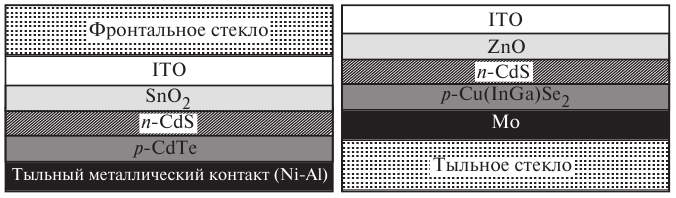 Фронтальное стекло
ITO
SnO2
n-CdS
p-CdTe
Тыльный металлический контакт (Ni-Al)
ITO
ZnO
n-CdS
p-Cu(InGa)Se2
Mo
Тыльное стекло